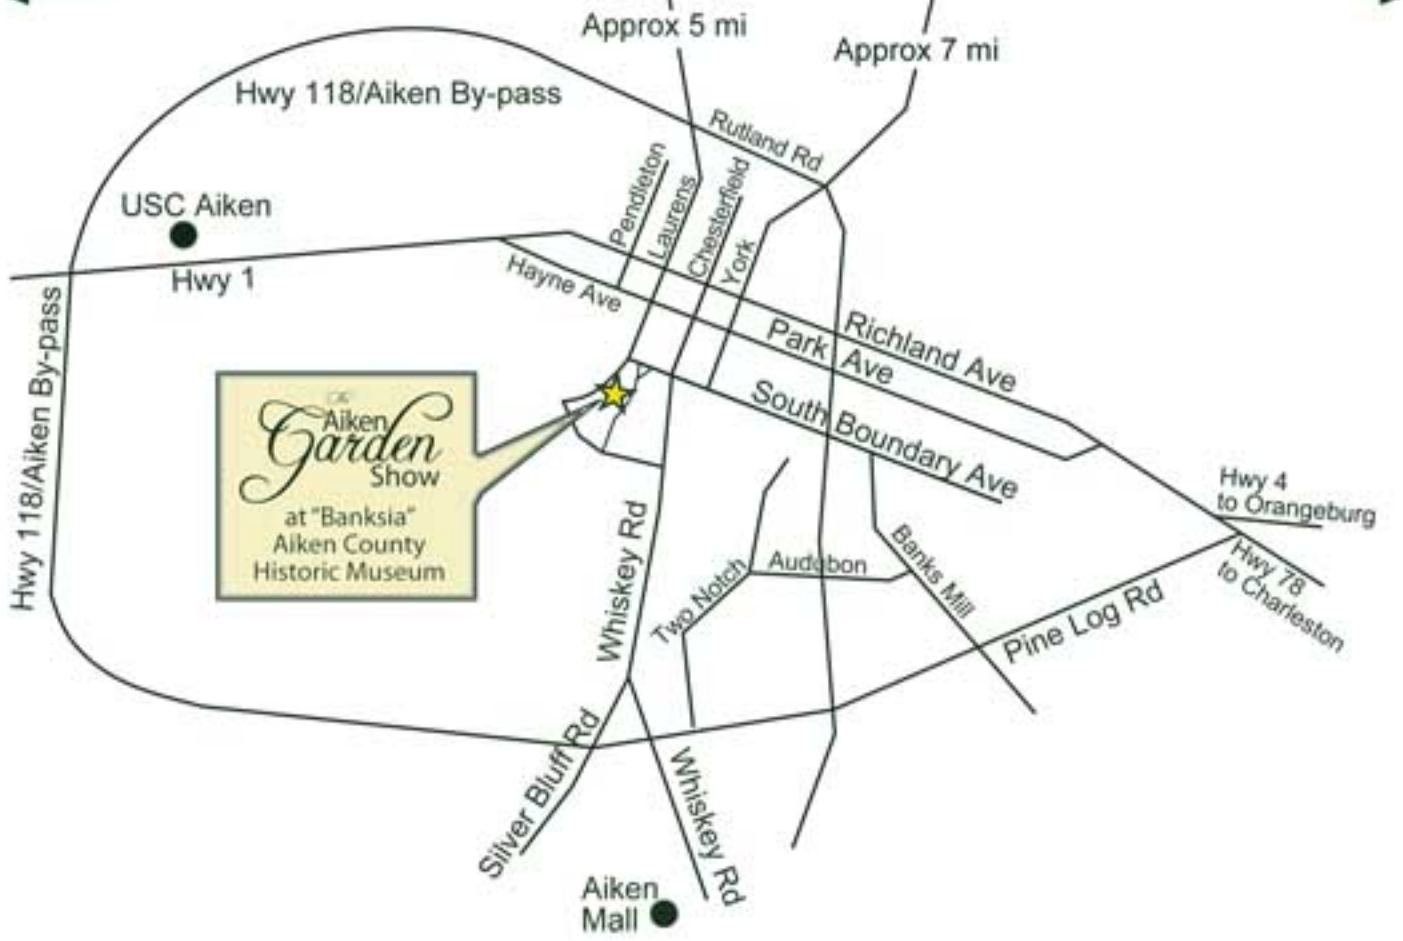 Approx 5 mi
Approx 7 mi
Hwy 118/Aiken By-pass
Rutland Rd
Pendleton
Laurens
Chesterfield
York
USC Aiken
Hwy 1
Hayne Ave
Hwy 118/Aiken By-pass
Richland Ave
Park Ave
South Boundary Ave
The
Aiken
Garden
Show
at "Banksia"
Aiken County
Historic Museum
Hwy 4
to Orangeburg
Hwy 78
to Charleston
Whiskey Rd
Two Notch
Audubon
Banks Mill
Pine Log Rd
Silver Bluff Rd
Whiskey Rd
Aiken
Mall